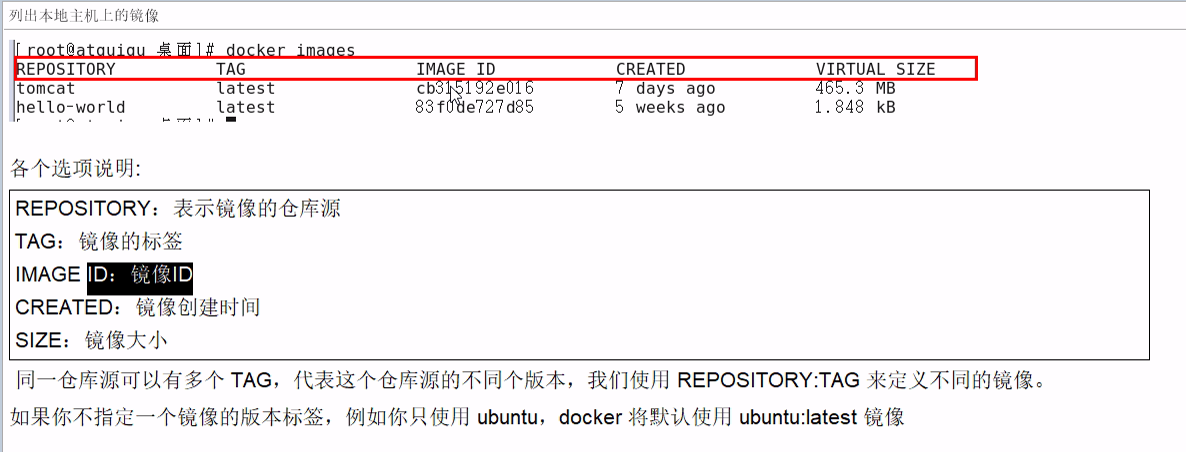 列出本地主机上的镜像
[root@atguigu 桌面]# docker images
REPOSITORY TAG IMAGE ID CREATED VIRTUAL SIZE
tomcat latest cb315192e016 7 days ago 465.3 MB
hello-world latest 83f0de727d85 5 weeks ago 1.848 kB
[root@atguigu 桌面]#
各个选项说明:
REPOSITORY：表示镜像的仓库源
TAG：镜像的标签
IMAGE ID：镜像ID
CREATED：镜像创建时间
SIZE：镜像大小
同一仓库源可以有多个 TAG，代表这个仓库源的不同个版本，我们使用 REPOSITORY:TAG 来定义不同的镜像。
如果你不指定一个镜像的版本标签，例如你只使用 ubuntu，docker 将默认使用 ubuntu:latest 镜像